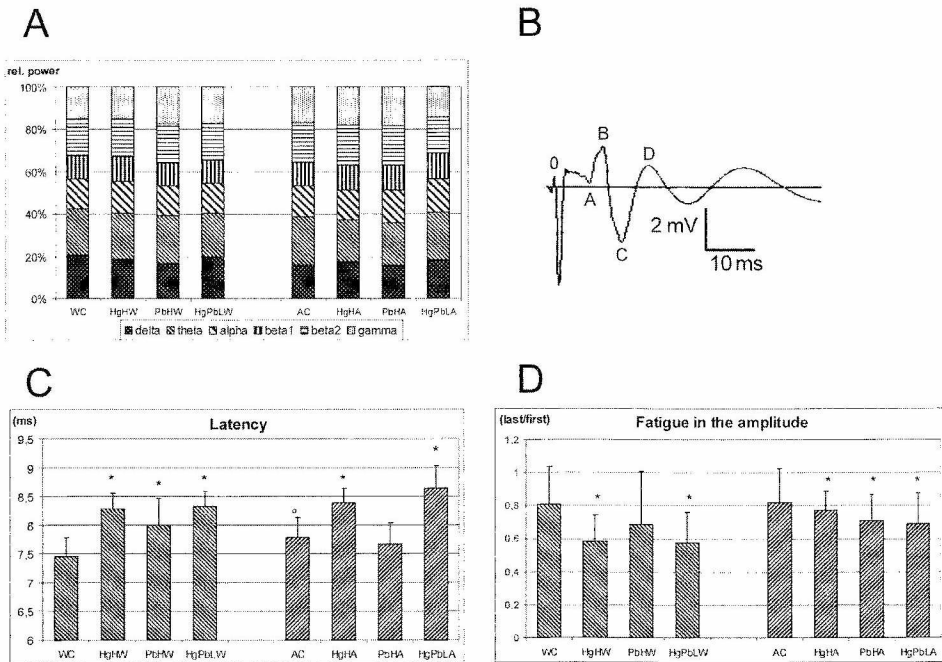 A
rel. power
100%
80%
60%
40%
20%
0%
WC HgHW PbHW HgPbLW AC HgHA PbHA HgPbLA
delta theta alpha beta1 beta2 gamma
B
0
B
D
A
C
2 mV
10 ms
C
(ms) Latency
9,5
9
8,5
8
7,5
7
6,5
6
* * * o * *
WC HgHW PbHW HgPbLW AC HgHA PbHA HgPbLA
D
(last/first) Fatigue in the amplitude
1,2
1
0,8
0,6
0,4
0,2
0
* * * * *
WC HgHW PbHW HgPbLW AC HgHA PbHA HgPbLA